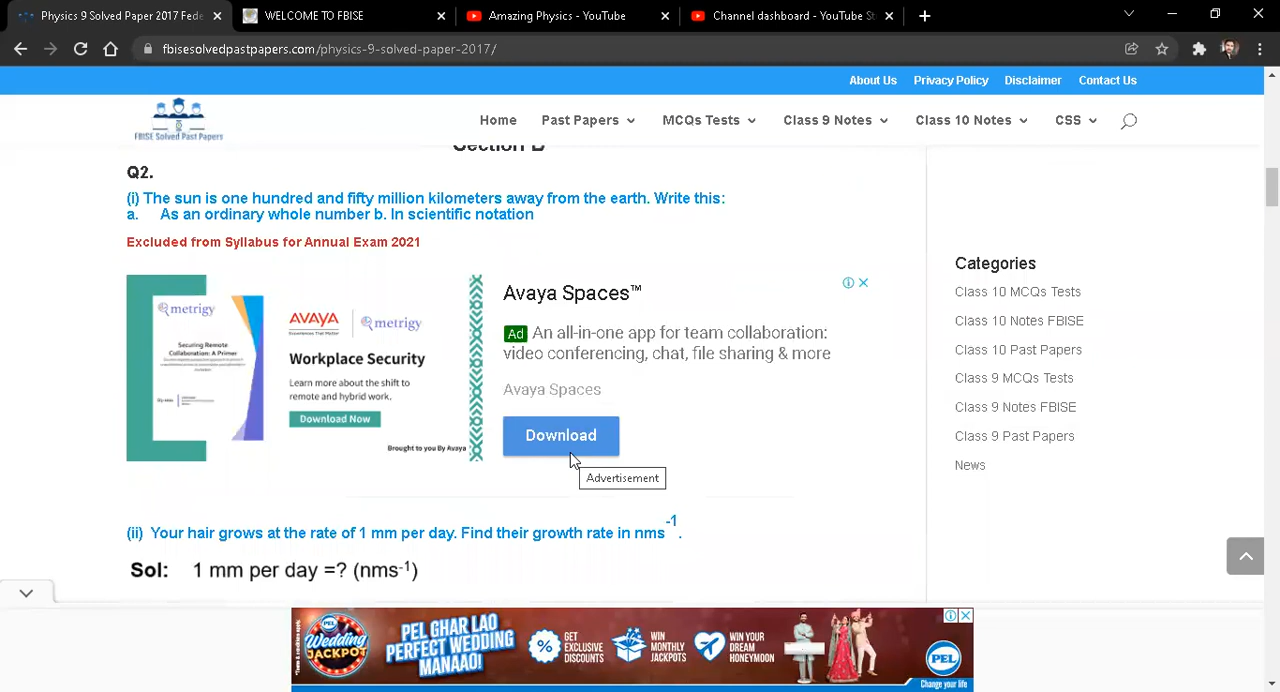 Physics 9 Solved Paper 2017 Fede
WELCOME TO FBISE
Amazing Physics - YouTube
Channel dashboard - YouTube St
fbisesolvedpastpapers.com/physics-9-solved-paper-2017/
About Us Privacy Policy Disclaimer Contact Us
FBISE Solved Past Papers
Home Past Papers MCQs Tests Class 9 Notes Class 10 Notes CSS
Section B
Q2.
(i) The sun is one hundred and fifty million kilometers away from the earth. Write this:
a. As an ordinary whole number b. In scientific notation
Excluded from Syllabus for Annual Exam 2021
metrigy
Securing Remote
Collaboration: A Primer
AVAYA
Experiences That Matter
metrigy
Workplace Security
Learn more about the shift to
remote and hybrid work.
Download Now
Brought to you By Avaya
Avaya Spaces™
Ad An all-in-one app for team collaboration:
video conferencing, chat, file sharing & more
Avaya Spaces
Download
Advertisement
Categories
Class 10 MCQs Tests
Class 10 Notes FBISE
Class 10 Past Papers
Class 9 MCQs Tests
Class 9 Notes FBISE
Class 9 Past Papers
News
(ii) Your hair grows at the rate of 1 mm per day. Find their growth rate in nms⁻¹.
Sol: 1 mm per day =? (nms⁻¹)
PEL
Wedding
JACKPOT
PEL GHAR LAO
PERFECT WEDDING
MANAAO!
%
GET
EXCLUSIVE
DISCOUNTS
WIN
MONTHLY
JACKPOTS
WIN YOUR
DREAM
HONEYMOON
PEL
Change your life